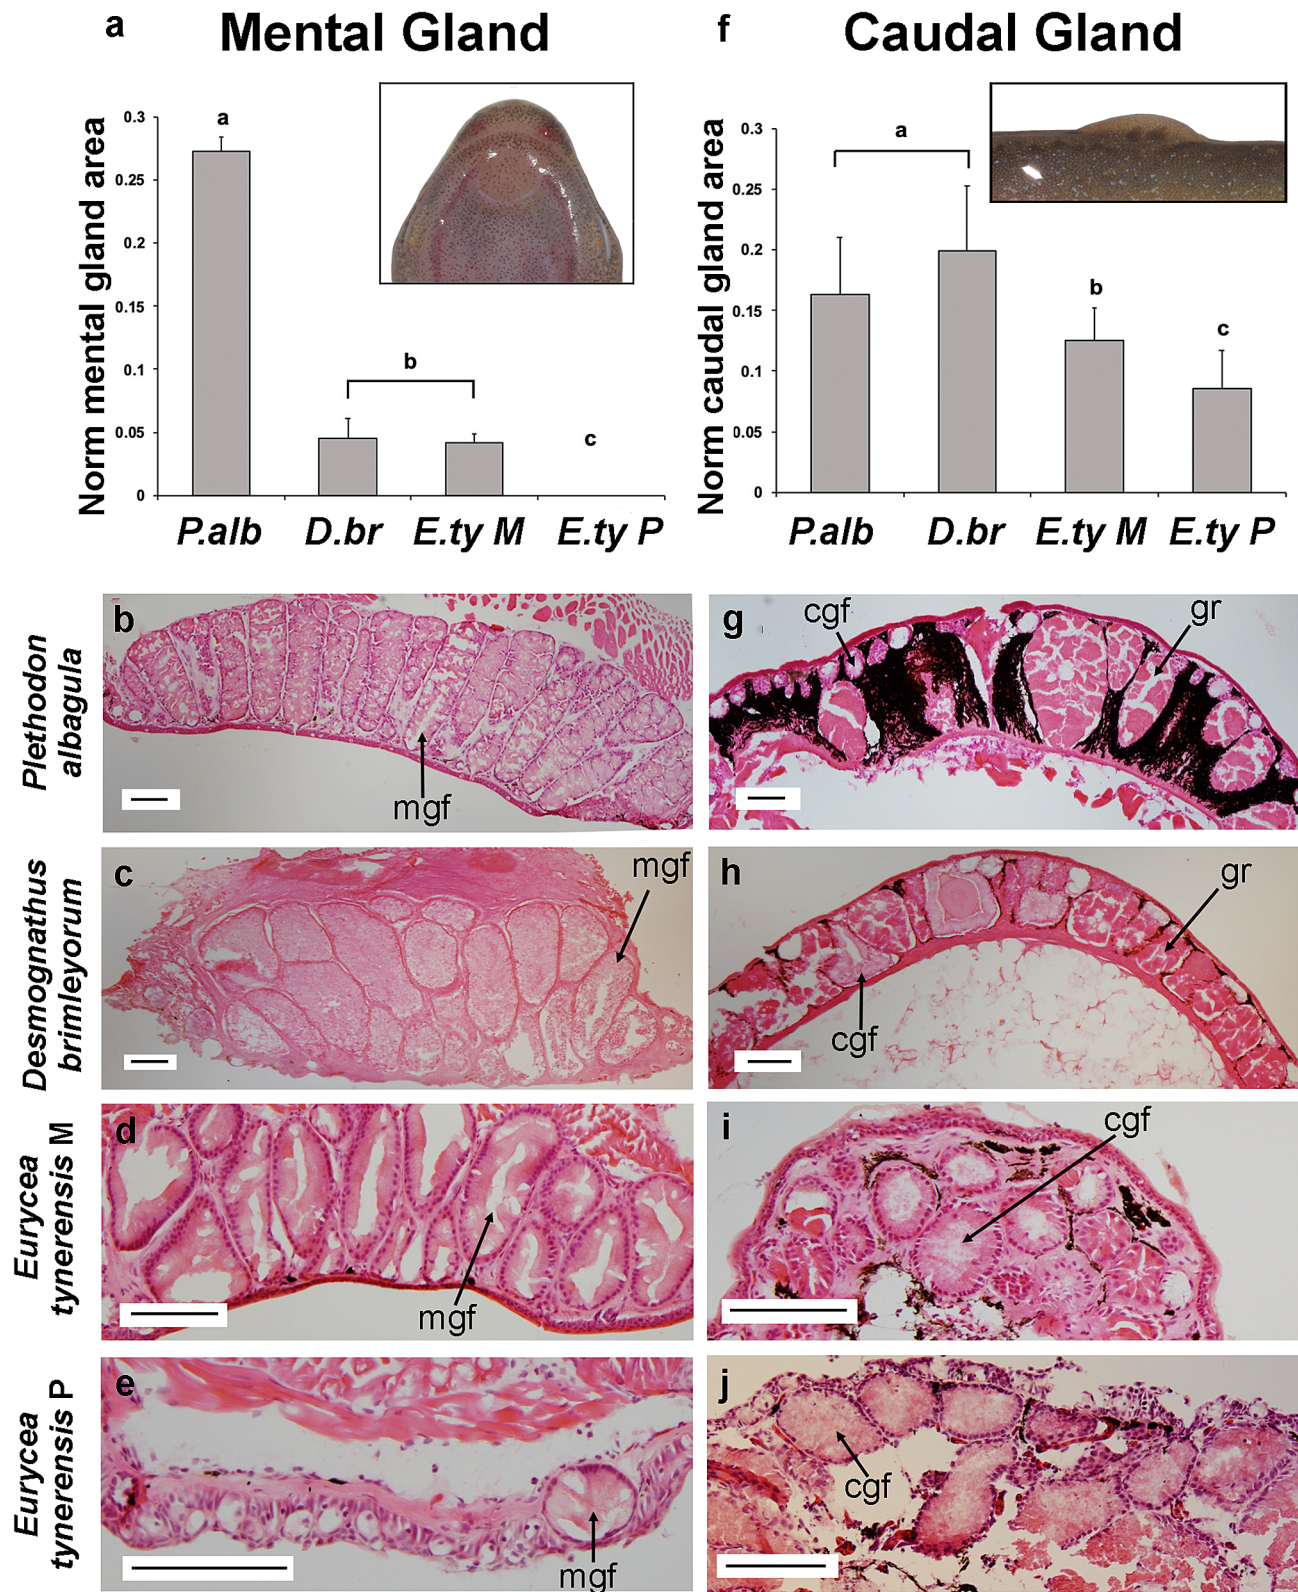 a Mental Gland
Norm mental gland area
0.3
0.25
0.2
0.15
0.1
0.05
0
a
b
c
P.alb D.br E.ty M E.ty P
f Caudal Gland
Norm caudal gland area
0.3
0.25
0.2
0.15
0.1
0.05
0
a
b
c
P.alb D.br E.ty M E.ty P
Plethodon
albagula
b
mgf
g
cgf
gr
Desmognathus
brimleyorum
c
mgf
h
gr
cgf
Eurycea
tynerensis M
d
mgf
i
cgf
Eurycea
tynerensis P
e
mgf
j
cgf